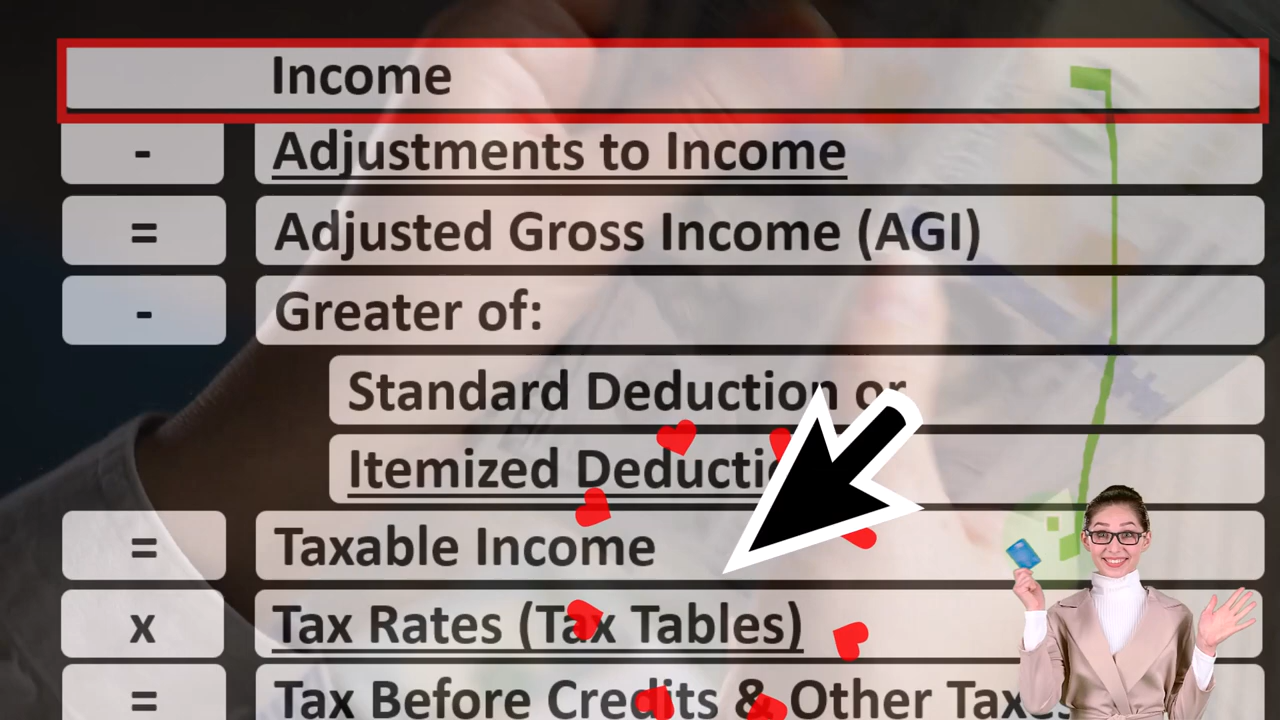 Income
- Adjustments to Income
= Adjusted Gross Income (AGI)
- Greater of:
Standard Deduction or
Itemized Deducti
= Taxable Income
x Tax Rates (Tax Tables)
= Tax Before Credits & Other Taxes